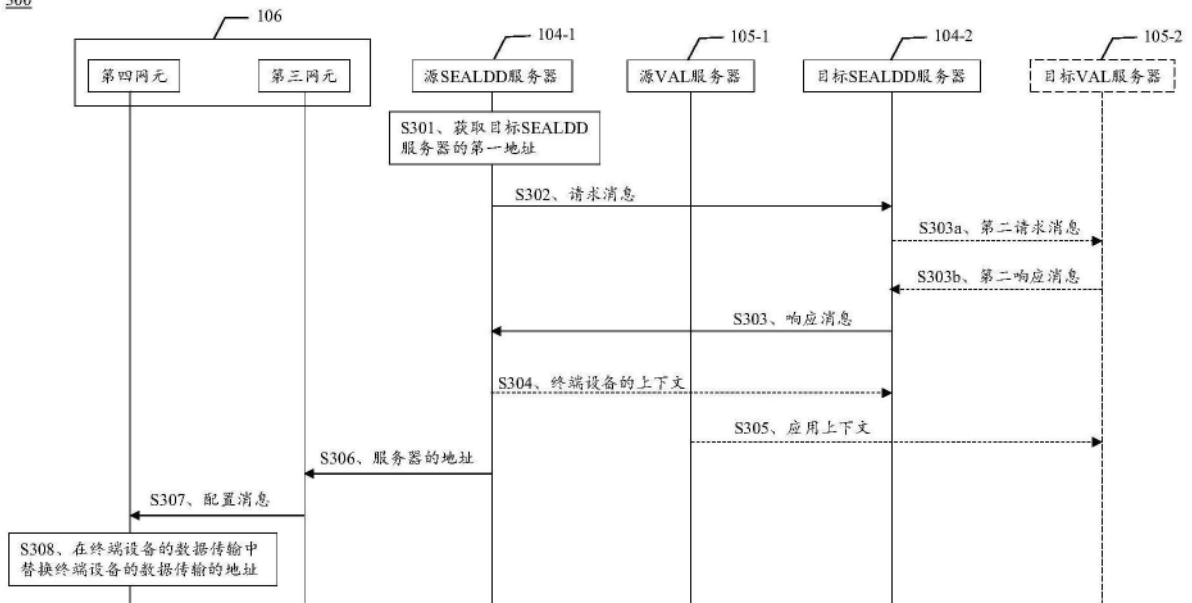 300
106
104-1
105-1
104-2
105-2
第四网元
第三网元
源SEALDD服务器
源VAL服务器
目标SEALDD服务器
目标VAL服务器
S301、获取目标SEALDD
服务器的第一地址
S302、请求消息
S303a、第二请求消息
S303b、第二响应消息
S303、响应消息
S304、终端设备的上下文
S305、应用上下文
S306、服务器的地址
S307、配置消息
S308、在终端设备的数据传输中
替换终端设备的数据传输的地址